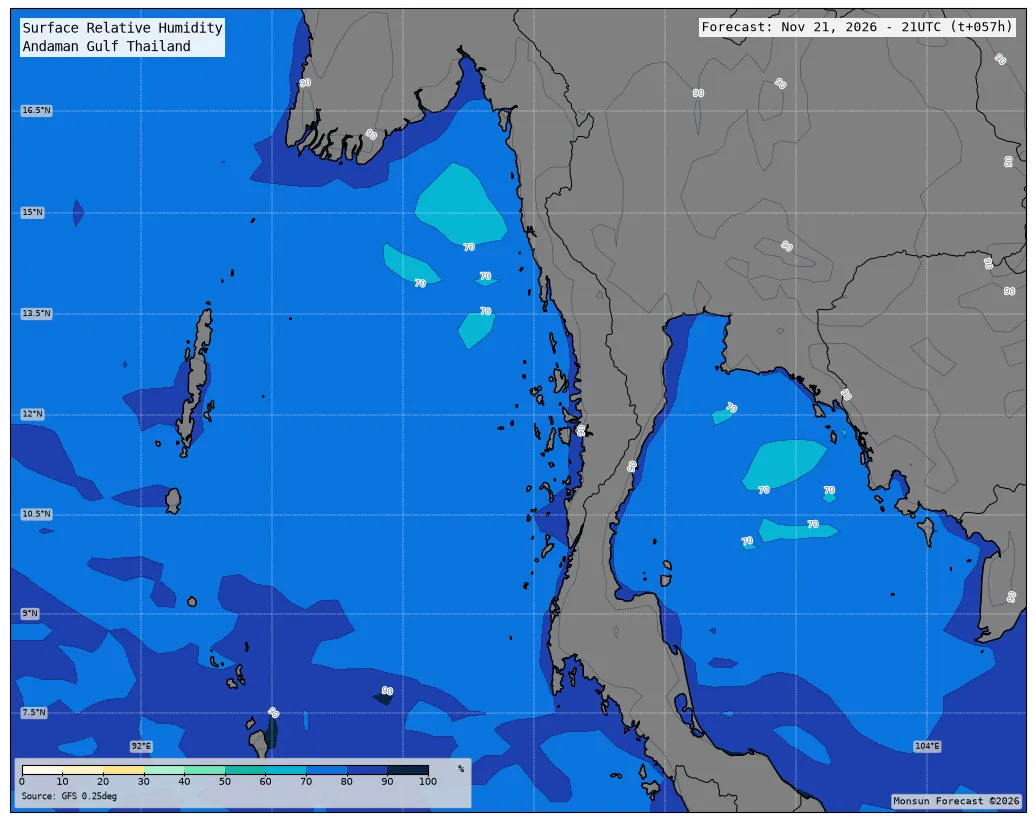 Surface Relative Humidity
Andaman Gulf Thailand
Forecast: Nov 21, 2026 - 21UTC (t+057h)
90
90
90
90
90
16.5°N
90
15°N
70
90
90
70
70
90
70
13.5°N
90
70
12°N
90
90
70
70
70
10.5°N
70
90
9°N
90
90
7.5°N
92°E
104°E
%
0 10 20 30 40 50 60 70 80 90 100
Source: GFS 0.25deg
Monsun Forecast ©2026